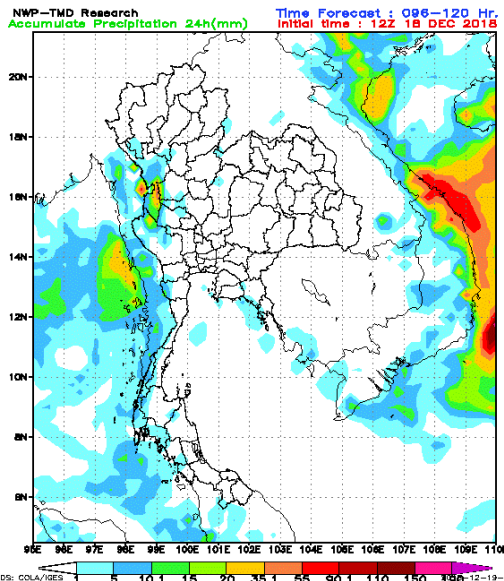 NWP-TMD Research
Time Forecast : 096-120 Hr.
Accumulate Precipitation 24h(mm)
Initial time : 12Z 18 DEC 2018
20N
18N
16N
14N
12N
10N
8N
6N
95E 96E 97E 98E 99E 100E 101E 102E 103E 104E 105E 106E 107E 108E 109E
1 5 10.1 15 20 35.1 55 90.1 110 150